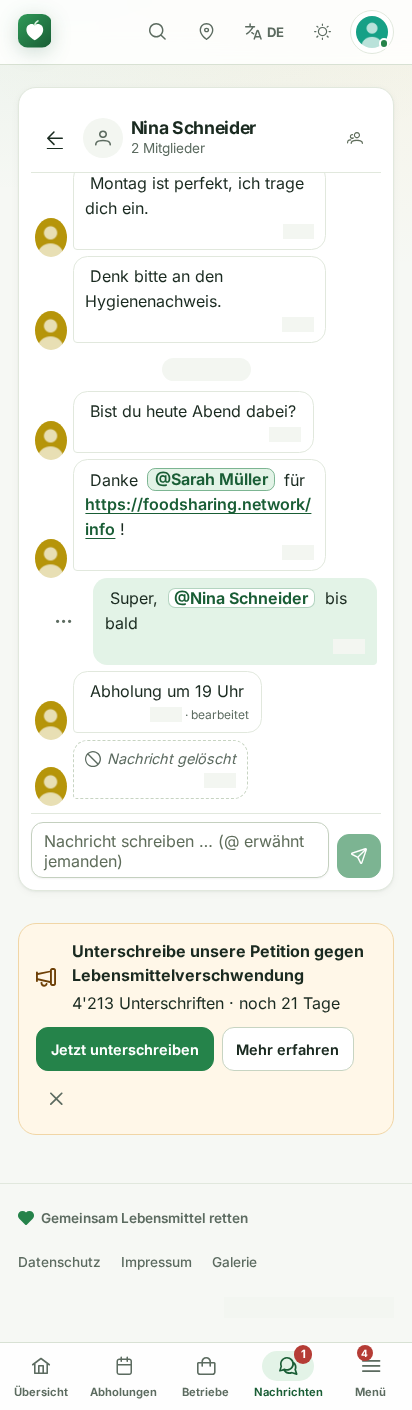 DE
Nina Schneider
2 Mitglieder
Montag ist perfekt, ich trage
dich ein.
Denk bitte an den
Hygienenachweis.
Bist du heute Abend dabei?
Danke @Sarah Müller für
https://foodsharing.network/
info !
Super, @Nina Schneider bis
bald
Abholung um 19 Uhr
· bearbeitet
Nachricht gelöscht
Nachricht schreiben … (@ erwähnt
jemanden)
Unterschreibe unsere Petition gegen
Lebensmittelverschwendung
4'213 Unterschriften · noch 21 Tage
Jetzt unterschreiben Mehr erfahren
Gemeinsam Lebensmittel retten
Datenschutz Impressum Galerie
1 4
Übersicht Abholungen Betriebe Nachrichten Menü